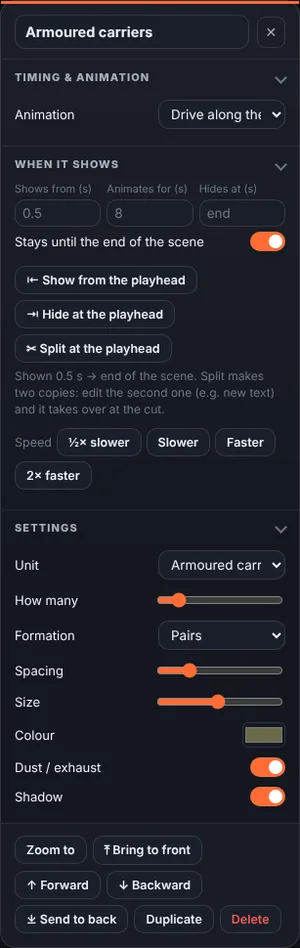 Armoured carriers ✕
TIMING & ANIMATION
Animation Drive along the
WHEN IT SHOWS
Shows from (s) Animates for (s) Hides at (s)
0.5 8 end
Stays until the end of the scene
⇤ Show from the playhead
⇥ Hide at the playhead
✂ Split at the playhead
Shown 0.5 s → end of the scene. Split makes
two copies: edit the second one (e.g. new text)
and it takes over at the cut.
Speed ½× slower Slower Faster
2× faster
SETTINGS
Unit Armoured carr
How many
Formation Pairs
Spacing
Size
Colour
Dust / exhaust
Shadow
Zoom to ⤒ Bring to front
↑ Forward ↓ Backward
⤓ Send to back Duplicate Delete